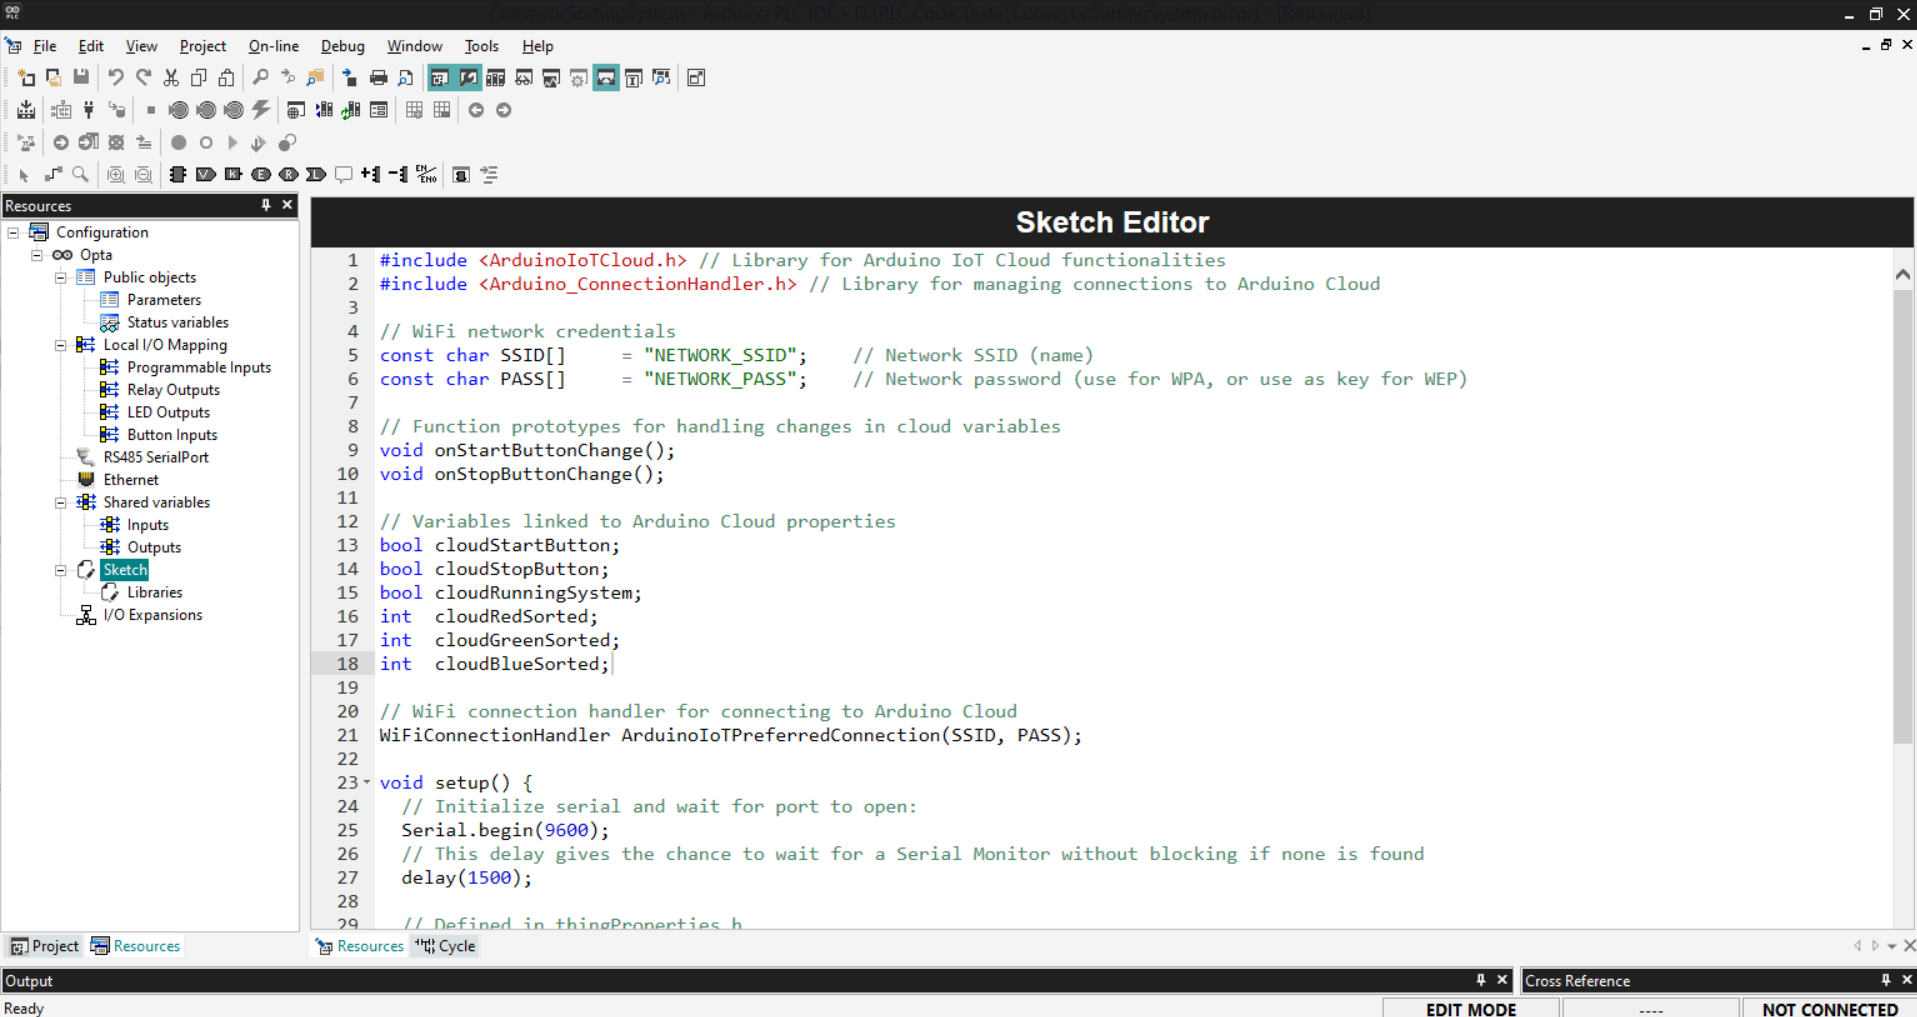 ConveyorSortingSystem - Arduino PLC IDE - D:\PLC Code Teste\ConveyorSortingSystem.plcprj - [Resources]
File Edit View Project On-line Debug Window Tools Help
Resources
Configuration
Opta
Public objects
Parameters
Status variables
Local I/O Mapping
Programmable Inputs
Relay Outputs
LED Outputs
Button Inputs
RS485 SerialPort
Ethernet
Shared variables
Inputs
Outputs
Sketch
Libraries
I/O Expansions
Project Resources
Sketch Editor
1 #include <ArduinoIoTCloud.h> // Library for Arduino IoT Cloud functionalities
2 #include <Arduino_ConnectionHandler.h> // Library for managing connections to Arduino Cloud
3
4 // WiFi network credentials
5 const char SSID[]     = "NETWORK_SSID";    // Network SSID (name)
6 const char PASS[]     = "NETWORK_PASS";    // Network password (use for WPA, or use as key for WEP)
7
8 // Function prototypes for handling changes in cloud variables
9 void onStartButtonChange();
10 void onStopButtonChange();
11
12 // Variables linked to Arduino Cloud properties
13 bool cloudStartButton;
14 bool cloudStopButton;
15 bool cloudRunningSystem;
16 int  cloudRedSorted;
17 int  cloudGreenSorted;
18 int  cloudBlueSorted;
19
20 // WiFi connection handler for connecting to Arduino Cloud
21 WiFiConnectionHandler ArduinoIoTPreferredConnection(SSID, PASS);
22
23 void setup() {
24   // Initialize serial and wait for port to open:
25   Serial.begin(9600);
26   // This delay gives the chance to wait for a Serial Monitor without blocking if none is found
27   delay(1500);
28
29   // Defined in thingProperties.h
Resources Cycle
Output
Cross Reference
Ready
EDIT MODE ---- NOT CONNECTED